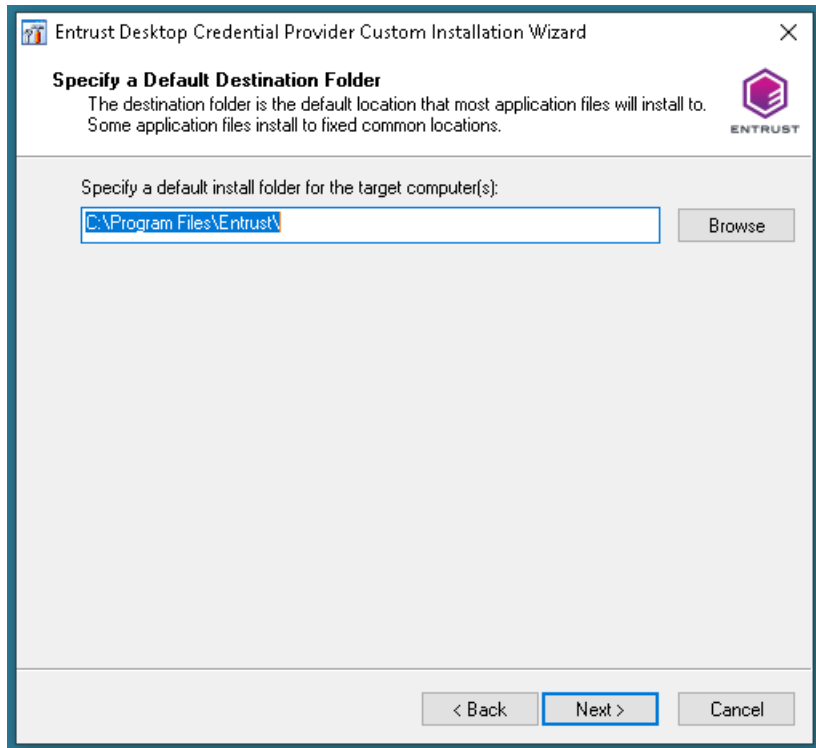 Entrust Desktop Credential Provider Custom Installation Wizard
Specify a Default Destination Folder
The destination folder is the default location that most application files will install to.
Some application files install to fixed common locations.
ENTRUST
Specify a default install folder for the target computer(s):
C:\Program Files\Entrust\
Browse
< Back
Next >
Cancel